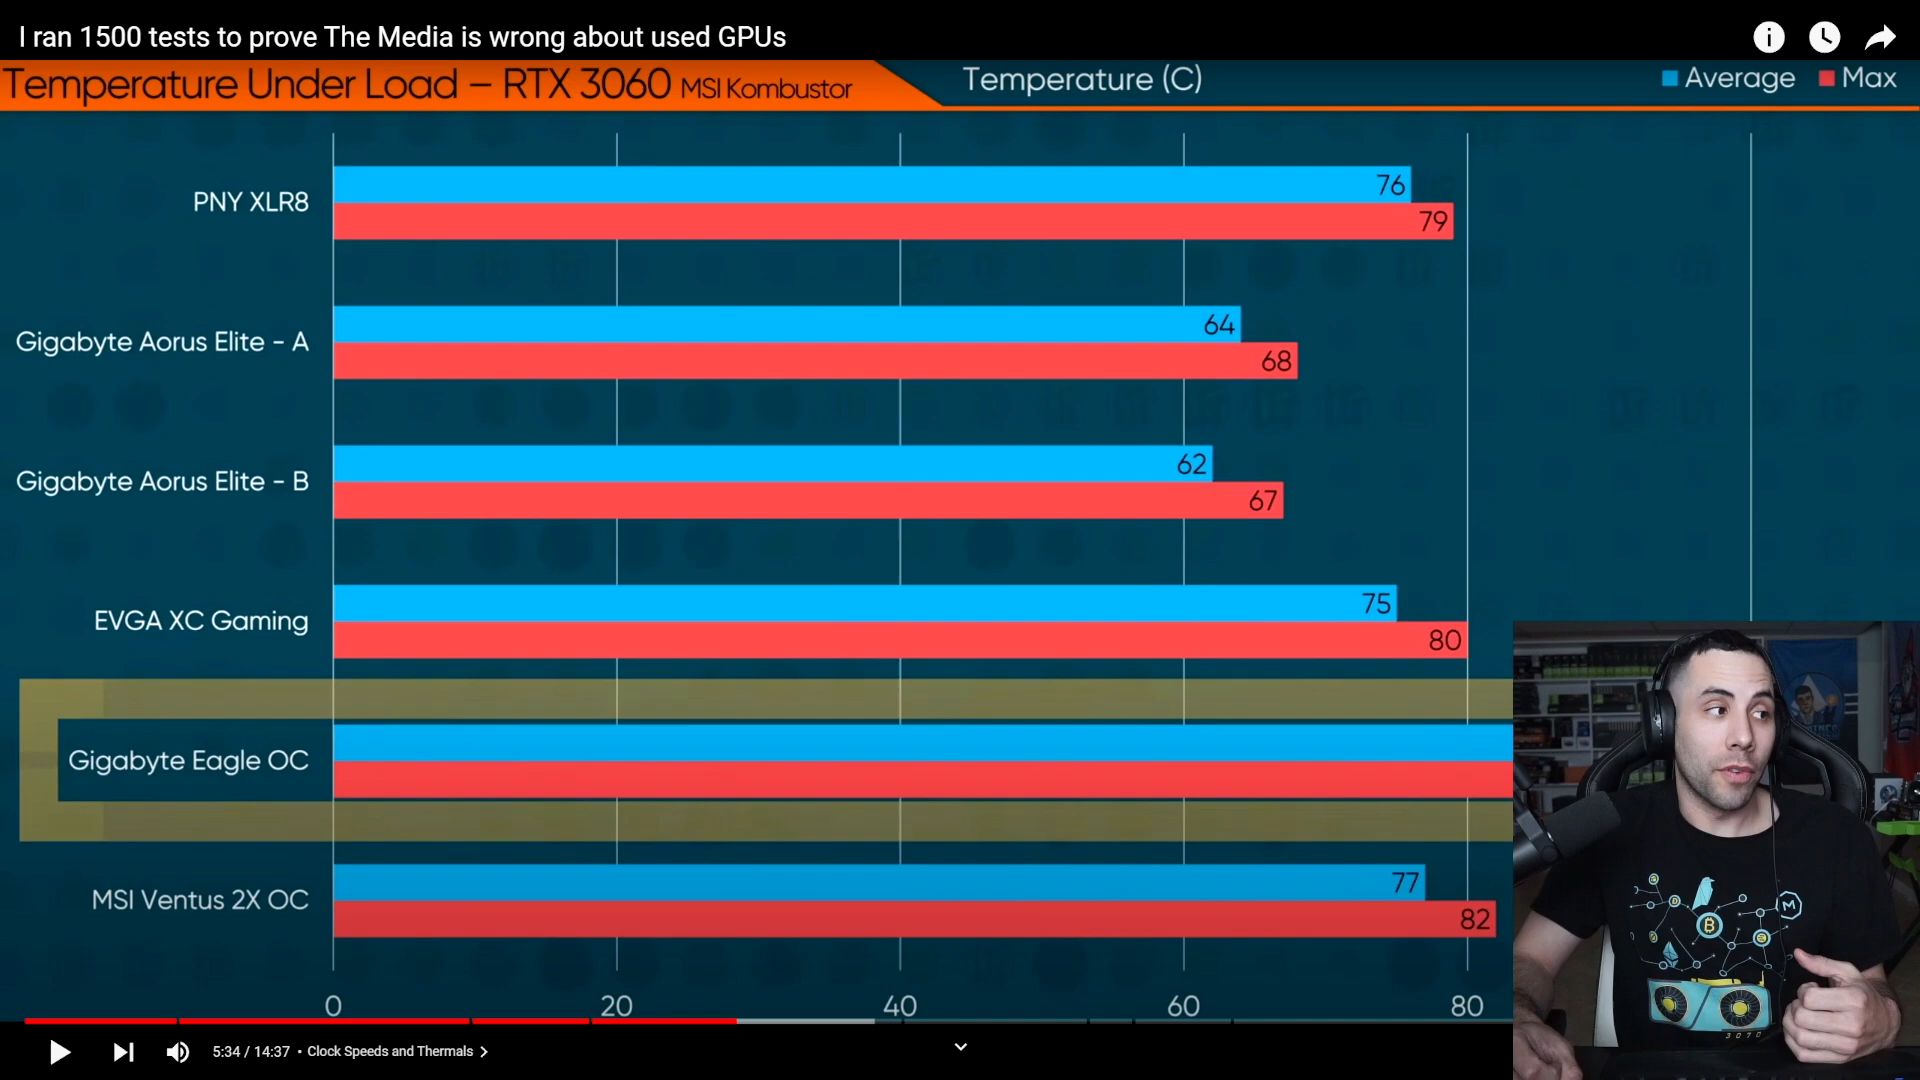 I ran 1500 tests to prove The Media is wrong about used GPUs
Temperature Under Load – RTX 3060 MSI Kombustor
Temperature (C)
Average Max
PNY XLR8
76
79
Gigabyte Aorus Elite - A
64
68
Gigabyte Aorus Elite - B
62
67
EVGA XC Gaming
75
80
Gigabyte Eagle OC
MSI Ventus 2X OC
77
82
0 20 40 60 80
5:34 / 14:37 • Clock Speeds and Thermals
B
M
3070